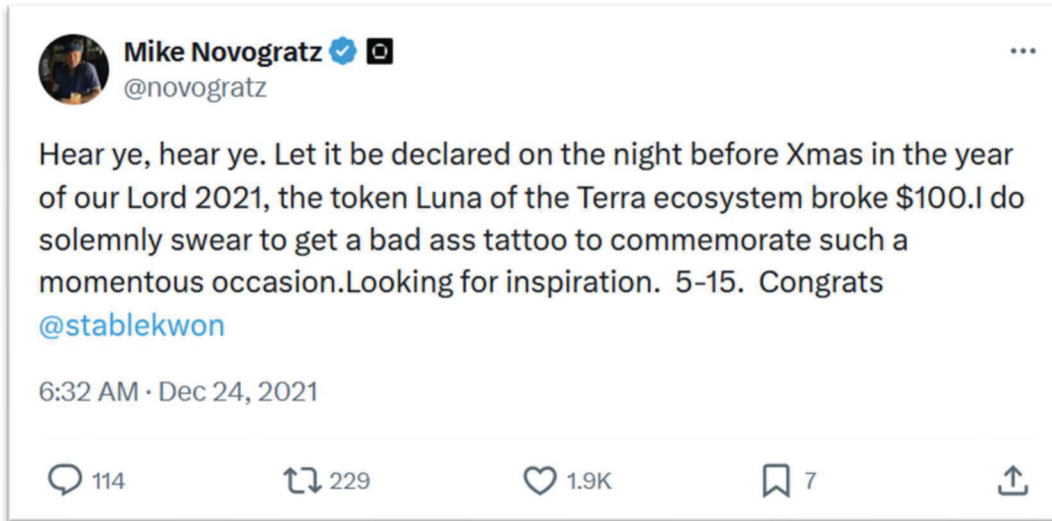 Mike Novogratz
@novogratz
Hear ye, hear ye. Let it be declared on the night before Xmas in the year
of our Lord 2021, the token Luna of the Terra ecosystem broke $100.I do
solemnly swear to get a bad ass tattoo to commemorate such a
momentous occasion.Looking for inspiration.  5-15.  Congrats
@stablekwon
6:32 AM · Dec 24, 2021
114 229 1.9K 7